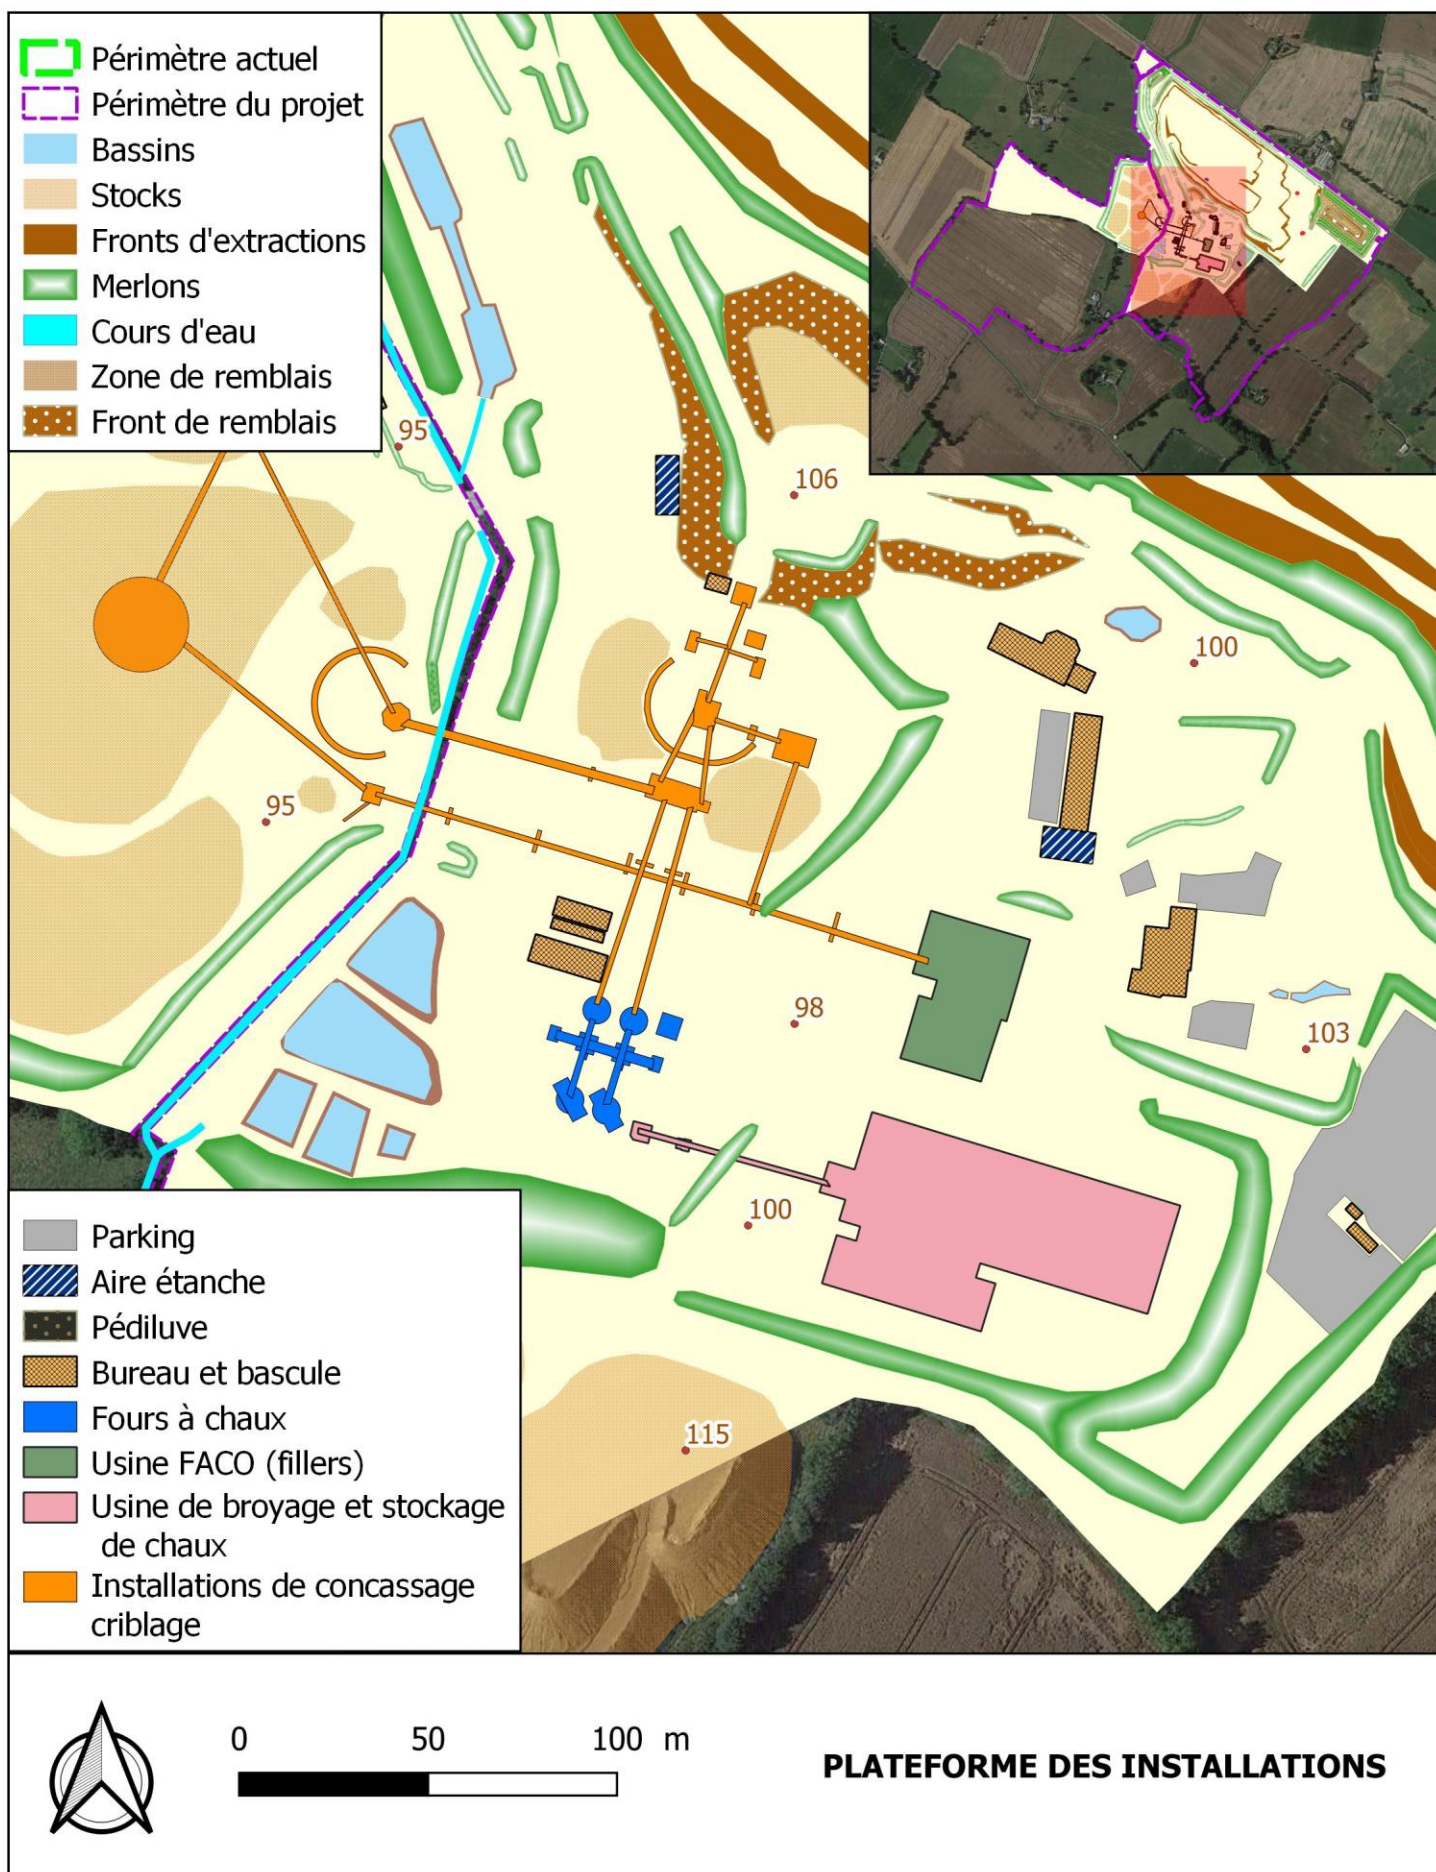 Périmètre actuel
Périmètre du projet
Bassins
Stocks
Fronts d'extractions
Merlons
Cours d'eau
Zone de remblais
Front de remblais
95
106
100
95
98
103
100
115
Parking
Aire étanche
Pédiluve
Bureau et bascule
Fours à chaux
Usine FACO (fillers)
Usine de broyage et stockage
de chaux
Installations de concassage
criblage
0 50 100 m
PLATEFORME DES INSTALLATIONS